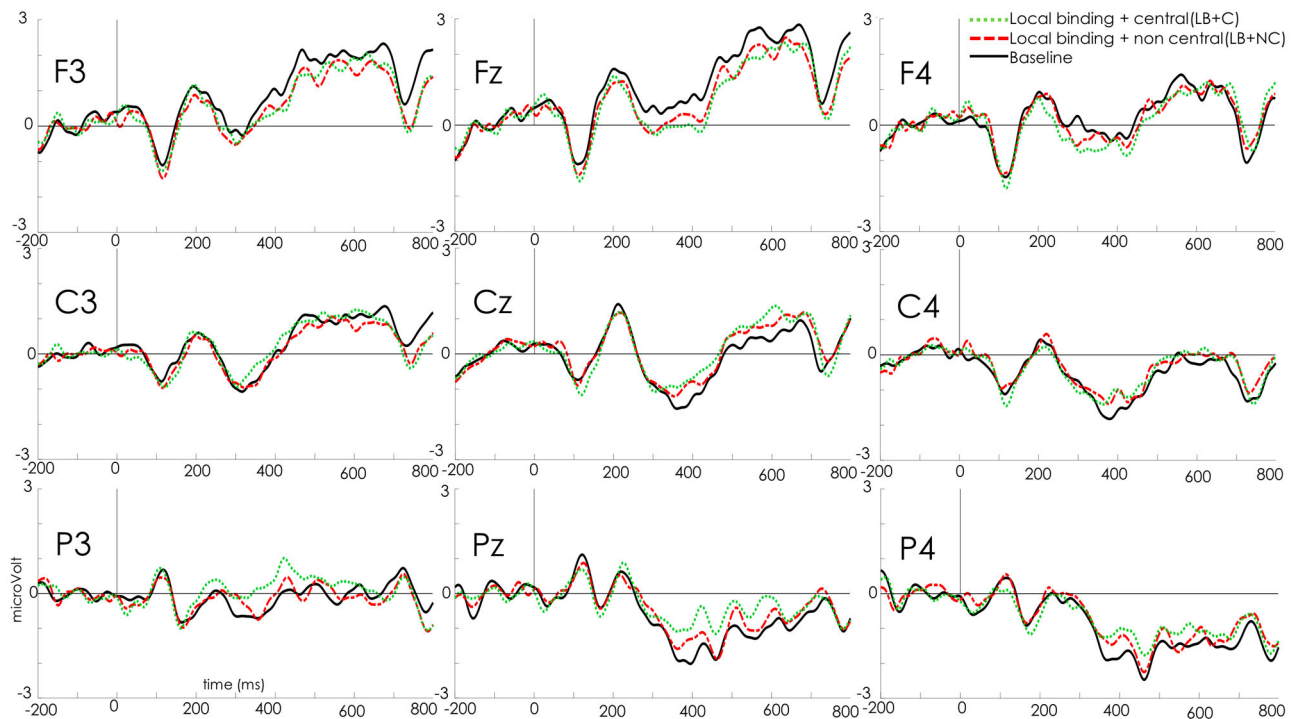 3
F3
0
-3
-200 0 200 400 600 800
3
Fz
0
-3
-200 0 200 400 600 800
3
F4
0
-3
-200 0 200 400 600 800
Local binding + central(LB+C)
Local binding + non central(LB+NC)
Baseline
3
C3
0
-3
-200 0 200 400 600 800
3
Cz
0
-3
-200 0 200 400 600 800
3
C4
0
-3
-200 0 200 400 600 800
3
P3
0
microVolt
-3
time (ms)
-200 0 200 400 600 800
3
Pz
0
-3
-200 0 200 400 600 800
3
P4
0
-3
-200 0 200 400 600 800